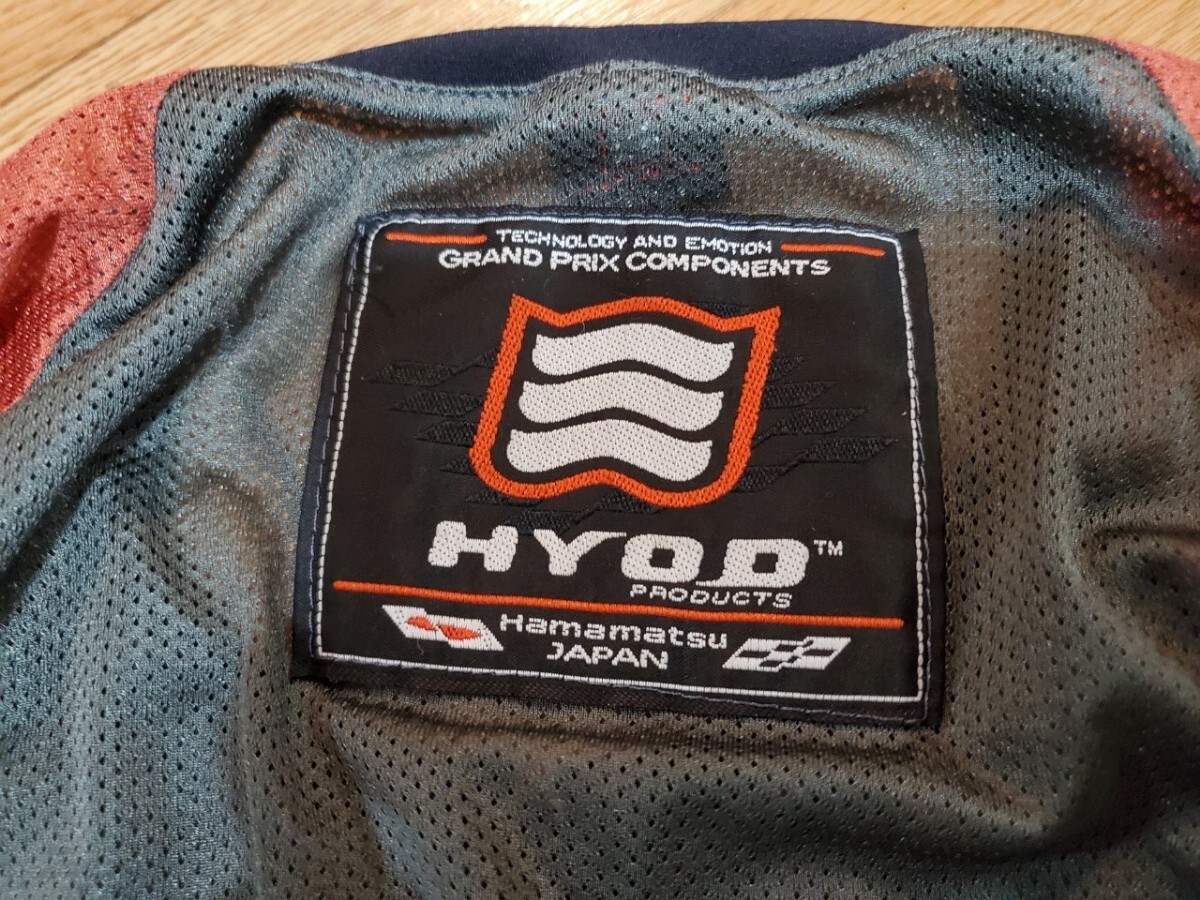 TECHNOLOGY AND EMOTION
GRAND PRIX COMPONENTS
HYOD™
PRODUCTS
Hamamatsu
JAPAN